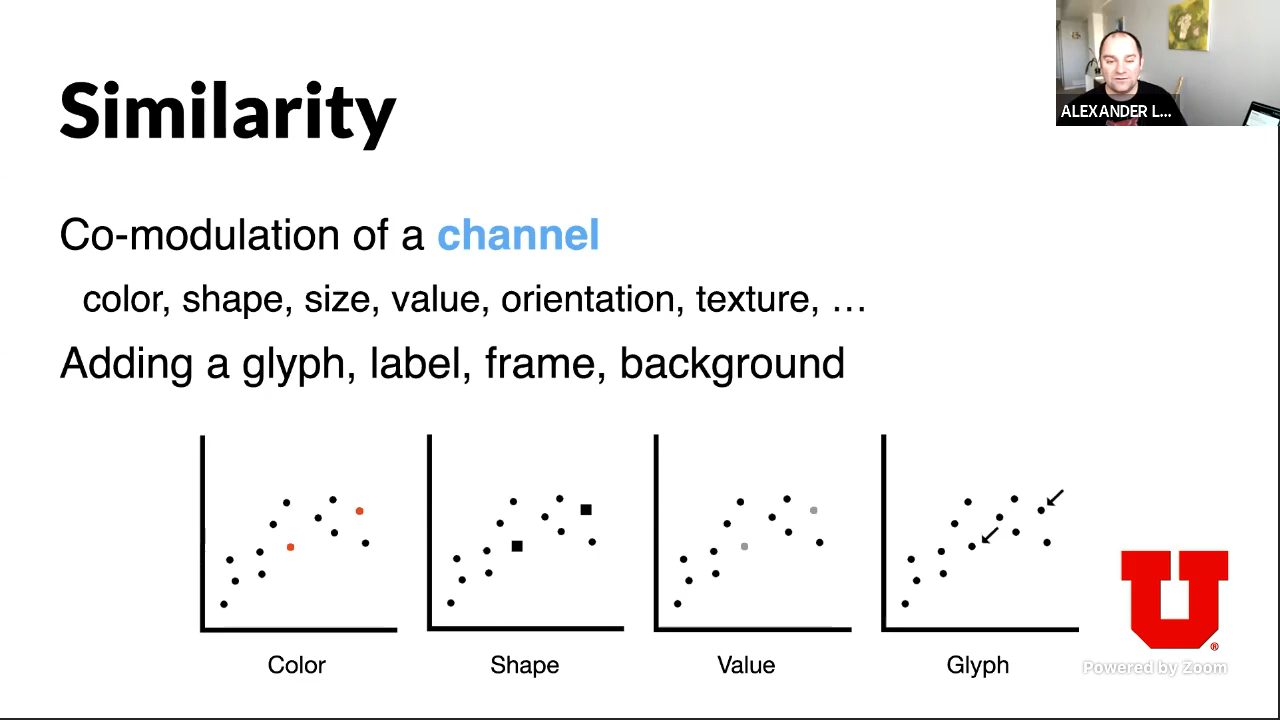 Similarity
ALEXANDER L...
Co-modulation of a channel
color, shape, size, value, orientation, texture, …
Adding a glyph, label, frame, background
Color
Shape
Value
Glyph
U
®
Powered by Zoom